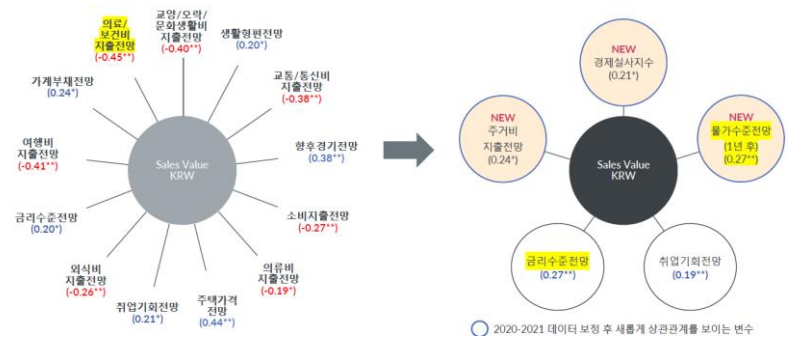 의료/
보건비
지출전망
(-0.45**)
교양/오락/
문화생활비
지출전망
(-0.40**)
생활형편전망
(0.20*)
교통/통신비
지출전망
(-0.38**)
향후경기전망
(0.38**)
소비지출전망
(-0.27**)
의류비
지출전망
(-0.19*)
주택가격
전망
(0.44**)
취업기회전망
(0.21*)
외식비
지출전망
(-0.26**)
금리수준전망
(0.20*)
여행비
지출전망
(-0.41**)
가계부채전망
(0.24*)
Sales Value
KRW
NEW
경제심사지수
(0.21*)
NEW
주거비
지출전망
(0.24*)
NEW
물가수준전망
(1년 후)
(0.27**)
Sales Value
KRW
금리수준전망
(0.27**)
취업기회전망
(0.19**)
2020-2021 데이터 보정 후 새롭게 상관관계를 보이는 변수